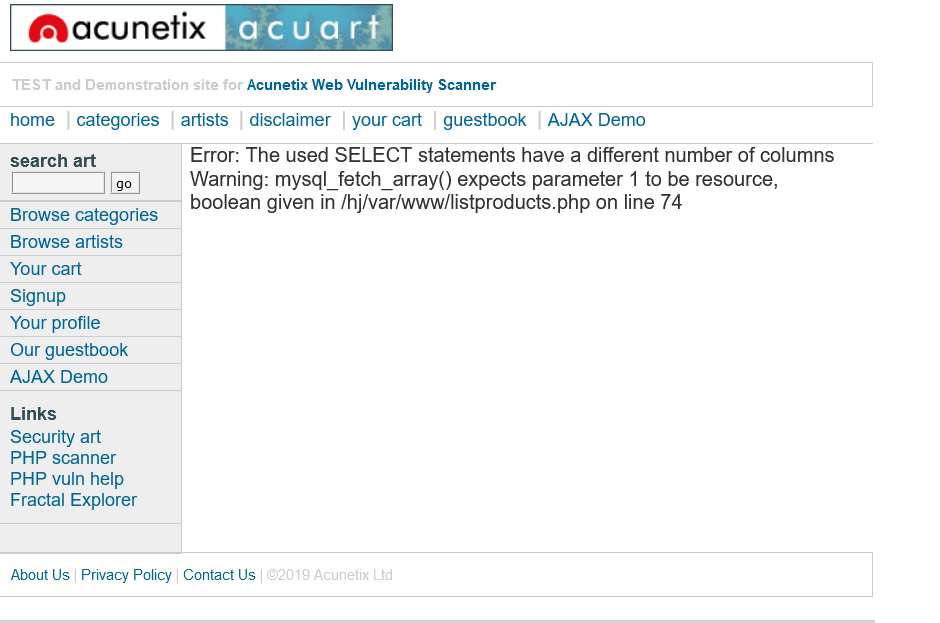 acunetix acuart
TEST and Demonstration site for Acunetix Web Vulnerability Scanner
home | categories | artists | disclaimer | your cart | guestbook | AJAX Demo
search art
go
Browse categories
Browse artists
Your cart
Signup
Your profile
Our guestbook
AJAX Demo
Links
Security art
PHP scanner
PHP vuln help
Fractal Explorer
Error: The used SELECT statements have a different number of columns
Warning: mysql_fetch_array() expects parameter 1 to be resource,
boolean given in /hj/var/www/listproducts.php on line 74
About Us | Privacy Policy | Contact Us | ©2019 Acunetix Ltd